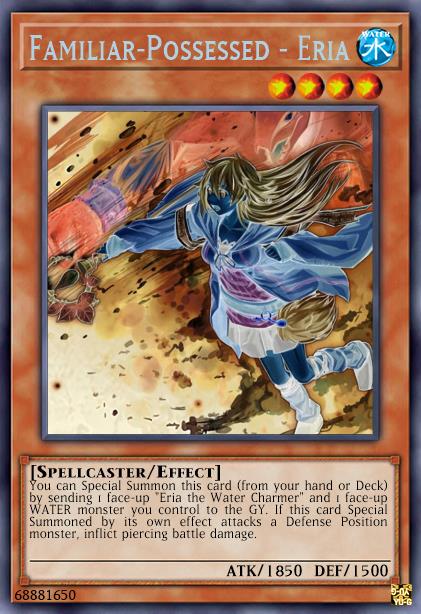 FAMILIAR-POSSESSED - ERIA
WATER
水
[SPELLCASTER/EFFECT]
You can Special Summon this card (from your hand or Deck)
by sending 1 face-up "Eria the Water Charmer" and 1 face-up
WATER monster you control to the GY. If this card Special
Summoned by its own effect attacks a Defense Position
monster, inflict piercing battle damage.
ATK/1850 DEF/1500
68881650